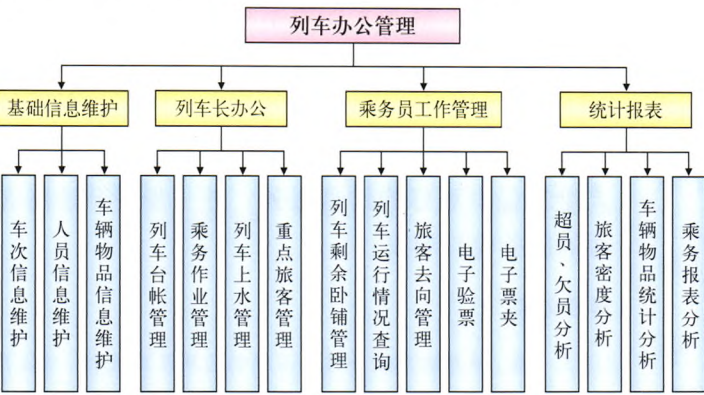 列车办公管理
基础信息维护
列车长办公
乘务员工作管理
统计报表
车次信息维护
人员信息维护
车辆物品信息维护
列车台帐管理
乘务作业管理
列车上水管理
重点旅客管理
列车剩余卧铺管理
列车运行情况查询
旅客去向管理
电子验票
电子票夹
超员、欠员分析
旅客密度分析
车辆物品统计分析
乘务报表分析